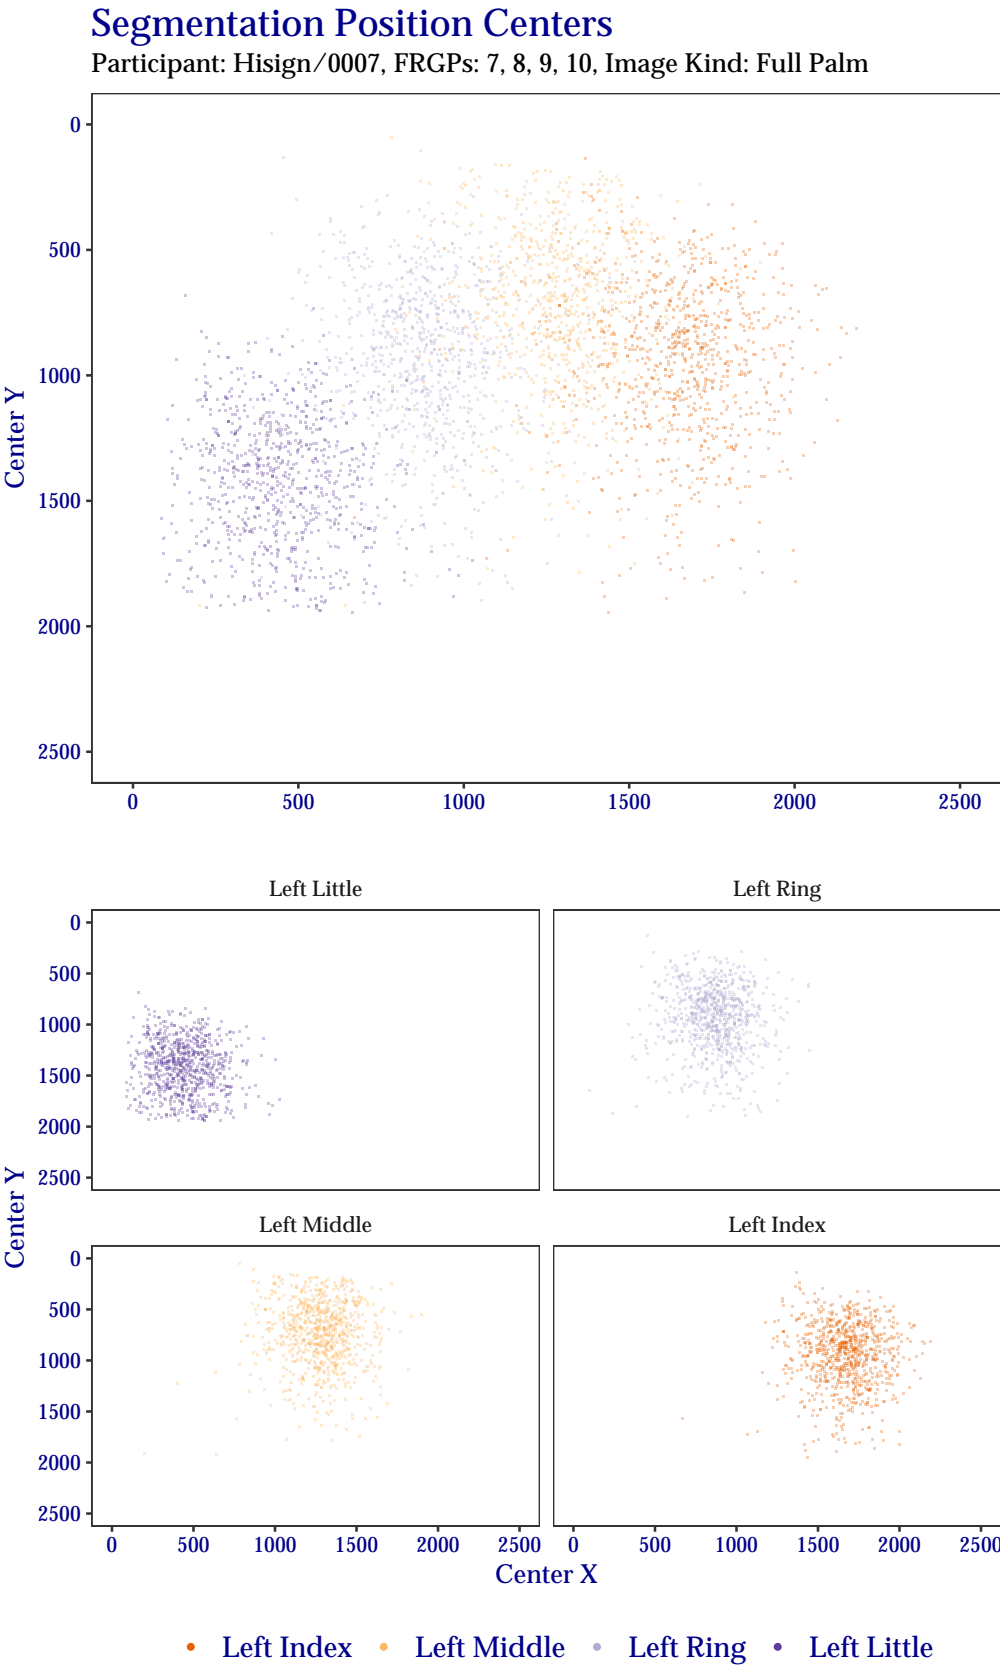 Segmentation Position Centers
Participant: Hisign/0007, FRGPs: 7, 8, 9, 10, Image Kind: Full Palm
Center Y
0
500
1000
1500
2000
2500
0 500 1000 1500 2000 2500
Left Little Left Ring
0
500
1000
1500
2000
2500
Center Y
Left Middle Left Index
0
500
1000
1500
2000
2500
0 500 1000 1500 2000 2500 0 500 1000 1500 2000 2500
Center X
Left Index Left Middle Left Ring Left Little